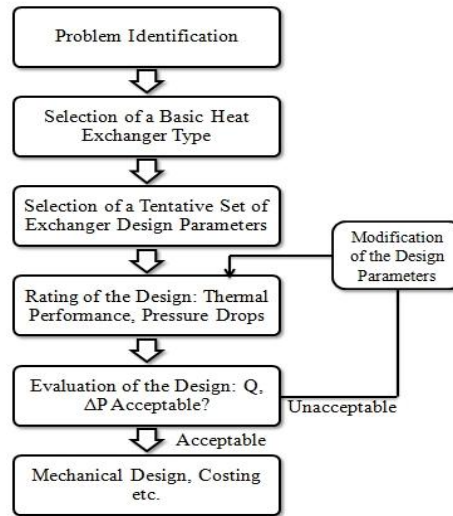 Problem Identification
Selection of a Basic Heat
Exchanger Type
Selection of a Tentative Set of
Exchanger Design Parameters
Modification
of the Design
Parameters
Rating of the Design: Thermal
Performance, Pressure Drops
Evaluation of the Design: Q,
ΔP Acceptable?
Unacceptable
Acceptable
Mechanical Design, Costing
etc.